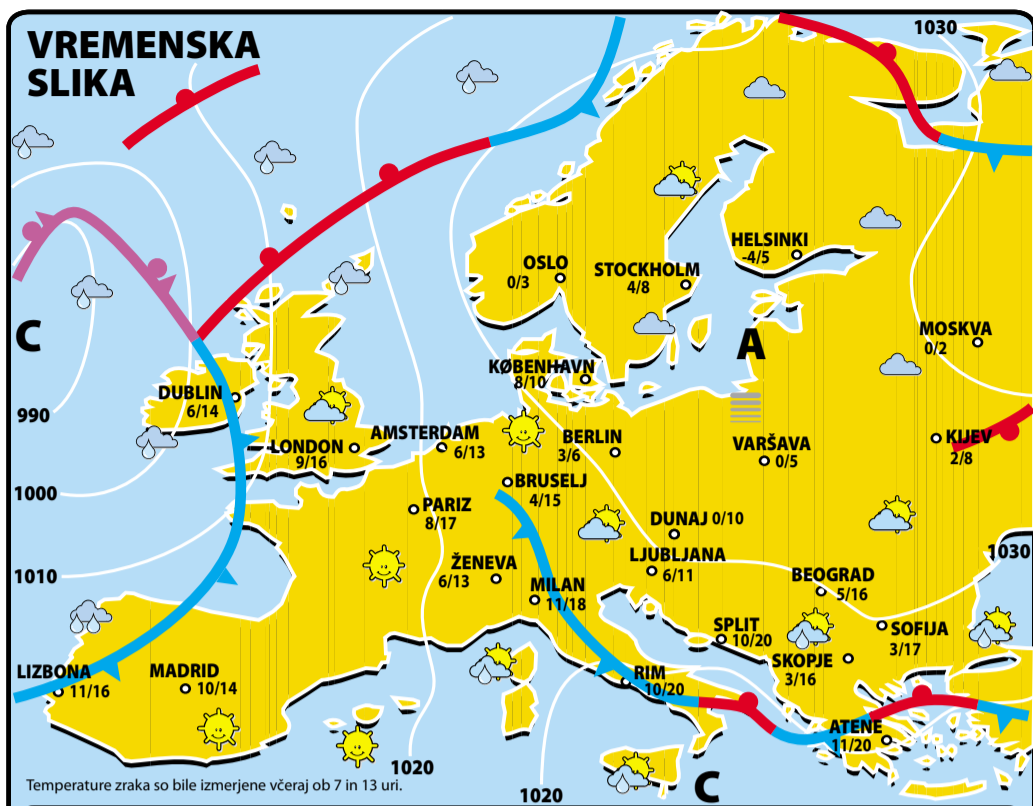 VREMENSKA
SLIKA
1030
HELSINKI
-4/5
OSLO
0/3
STOCKHOLM
4/8
C
A
MOSKVA
0/2
KØBENHAVN
8/10
DUBLIN
6/14
990
LONDON
9/16
AMSTERDAM
6/13
BERLIN
3/6
VARŠAVA
0/5
KIJEV
2/8
1000
BRUSELJ
4/15
PARIZ
8/17
DUNAJ 0/10
1010
ŽENEVA
6/13
LJUBLJANA
6/11
1030
MILAN
11/18
BEOGRAD
5/16
SPLIT
10/20
SOFIJA
3/17
SKOPJE
3/16
LIZBONA
11/16
MADRID
10/14
RIM
10/20
ATENE
11/20
1020
C
Temperature zraka so bile izmerjene včeraj ob 7 in 13 uri.
1020